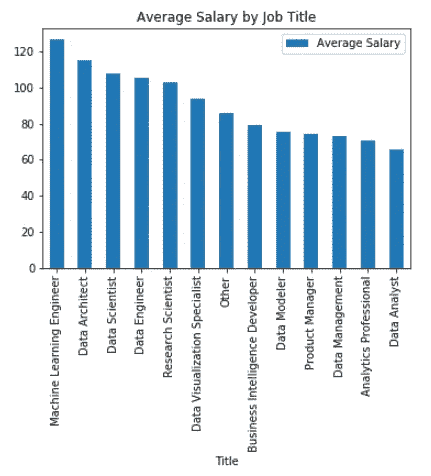 Average Salary by Job Title
Average Salary
120
100
80
60
40
20
0
Machine Learning Engineer
Data Architect
Data Scientist
Data Engineer
Research Scientist
Data Visualization Specialist
Other
Business Intelligence Developer
Data Modeler
Product Manager
Data Management
Analytics Professional
Data Analyst
Title